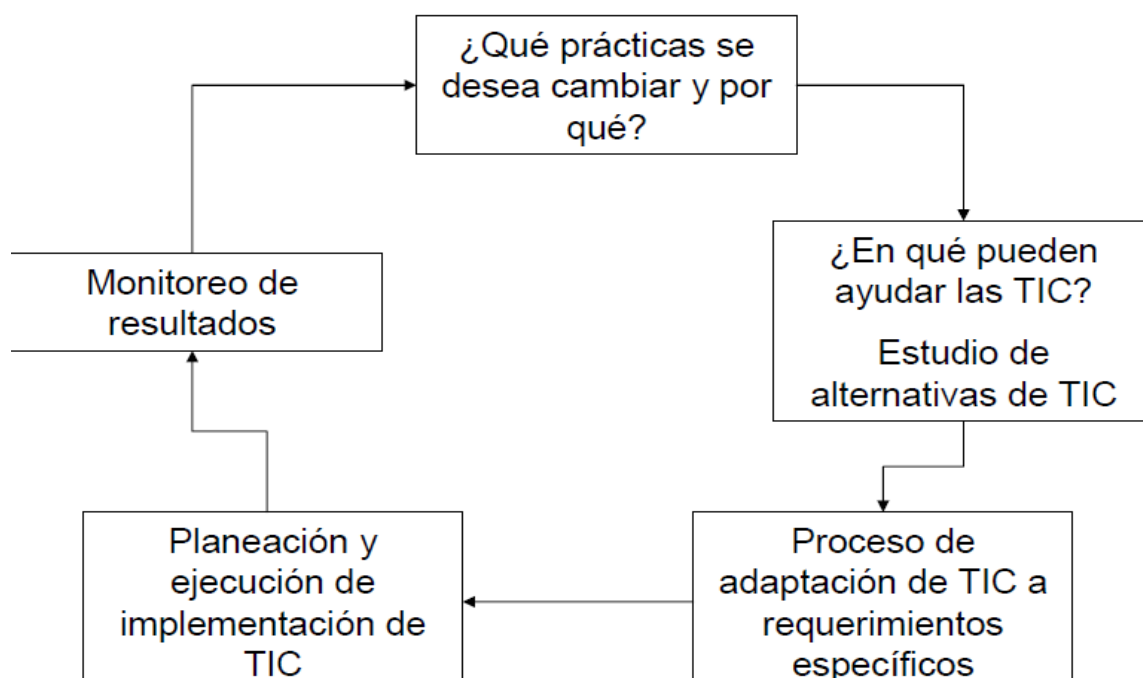 ¿Qué prácticas se
desea cambiar y por
qué?
¿En qué pueden
ayudar las TIC?
Estudio de
alternativas de TIC
Monitoreo de
resultados
Planeación y
ejecución de
implementación de
TIC
Proceso de
adaptación de TIC a
requerimientos
específicos